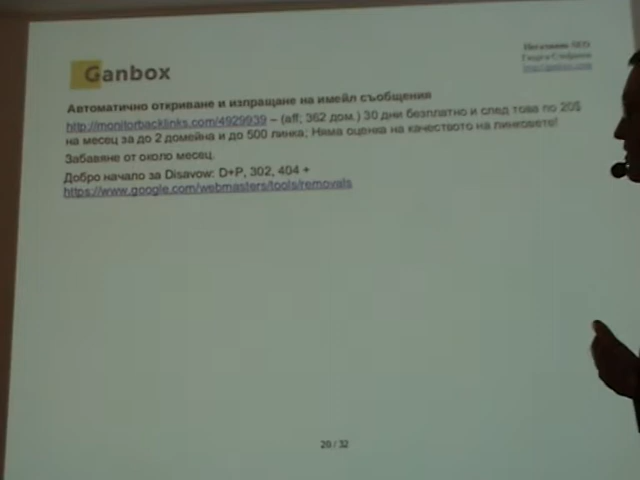 Ganbox
Негативно SEO
Автоматично откриване и изпращане на имейл съобщения
http://monitorbacklinks.com/4929939 – (aff; 362 дом.) 30 дни безплатно и след това по 20$
на месец за до 2 домейна и до 500 линка; Няма оценка на качеството на линковете!
Забавяне от около месец.
Добро начало за Disavow: D+P, 302, 404 +
https://www.google.com/webmasters/tools/removals
20 / 32